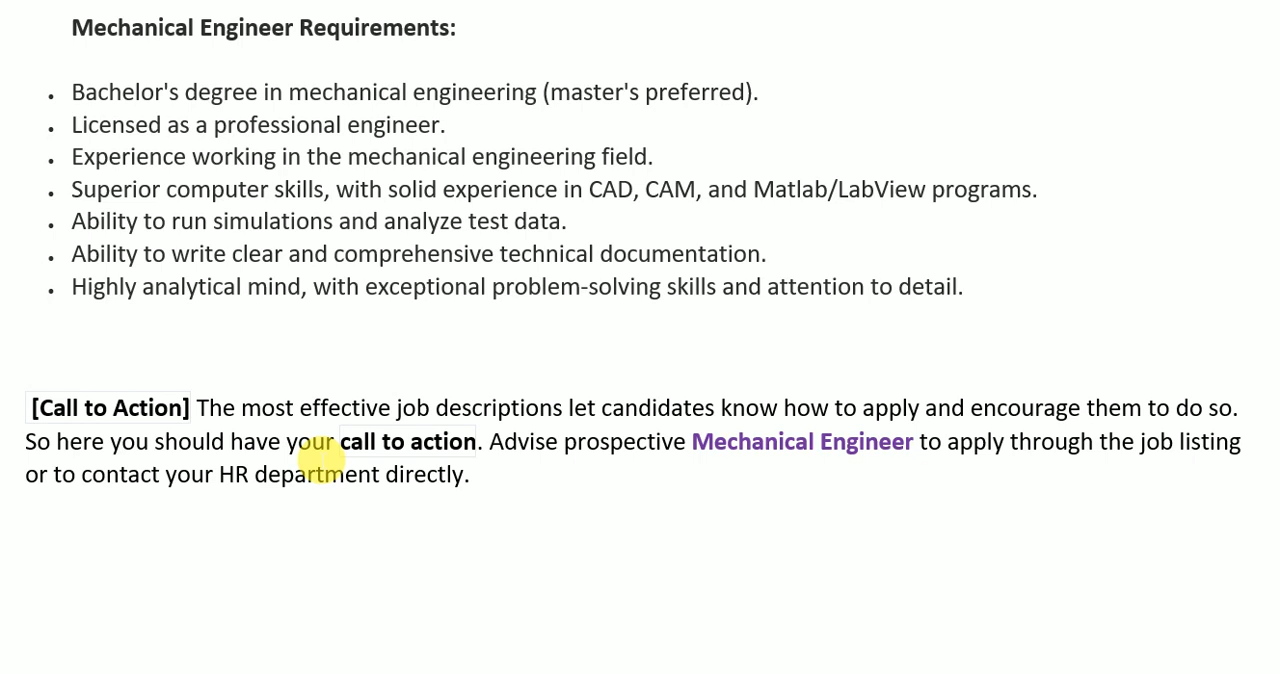 Mechanical Engineer Requirements:
• Bachelor's degree in mechanical engineering (master's preferred).
• Licensed as a professional engineer.
• Experience working in the mechanical engineering field.
• Superior computer skills, with solid experience in CAD, CAM, and Matlab/LabView programs.
• Ability to run simulations and analyze test data.
• Ability to write clear and comprehensive technical documentation.
• Highly analytical mind, with exceptional problem-solving skills and attention to detail.
[Call to Action] The most effective job descriptions let candidates know how to apply and encourage them to do so.
So here you should have your call to action. Advise prospective Mechanical Engineer to apply through the job listing
or to contact your HR department directly.